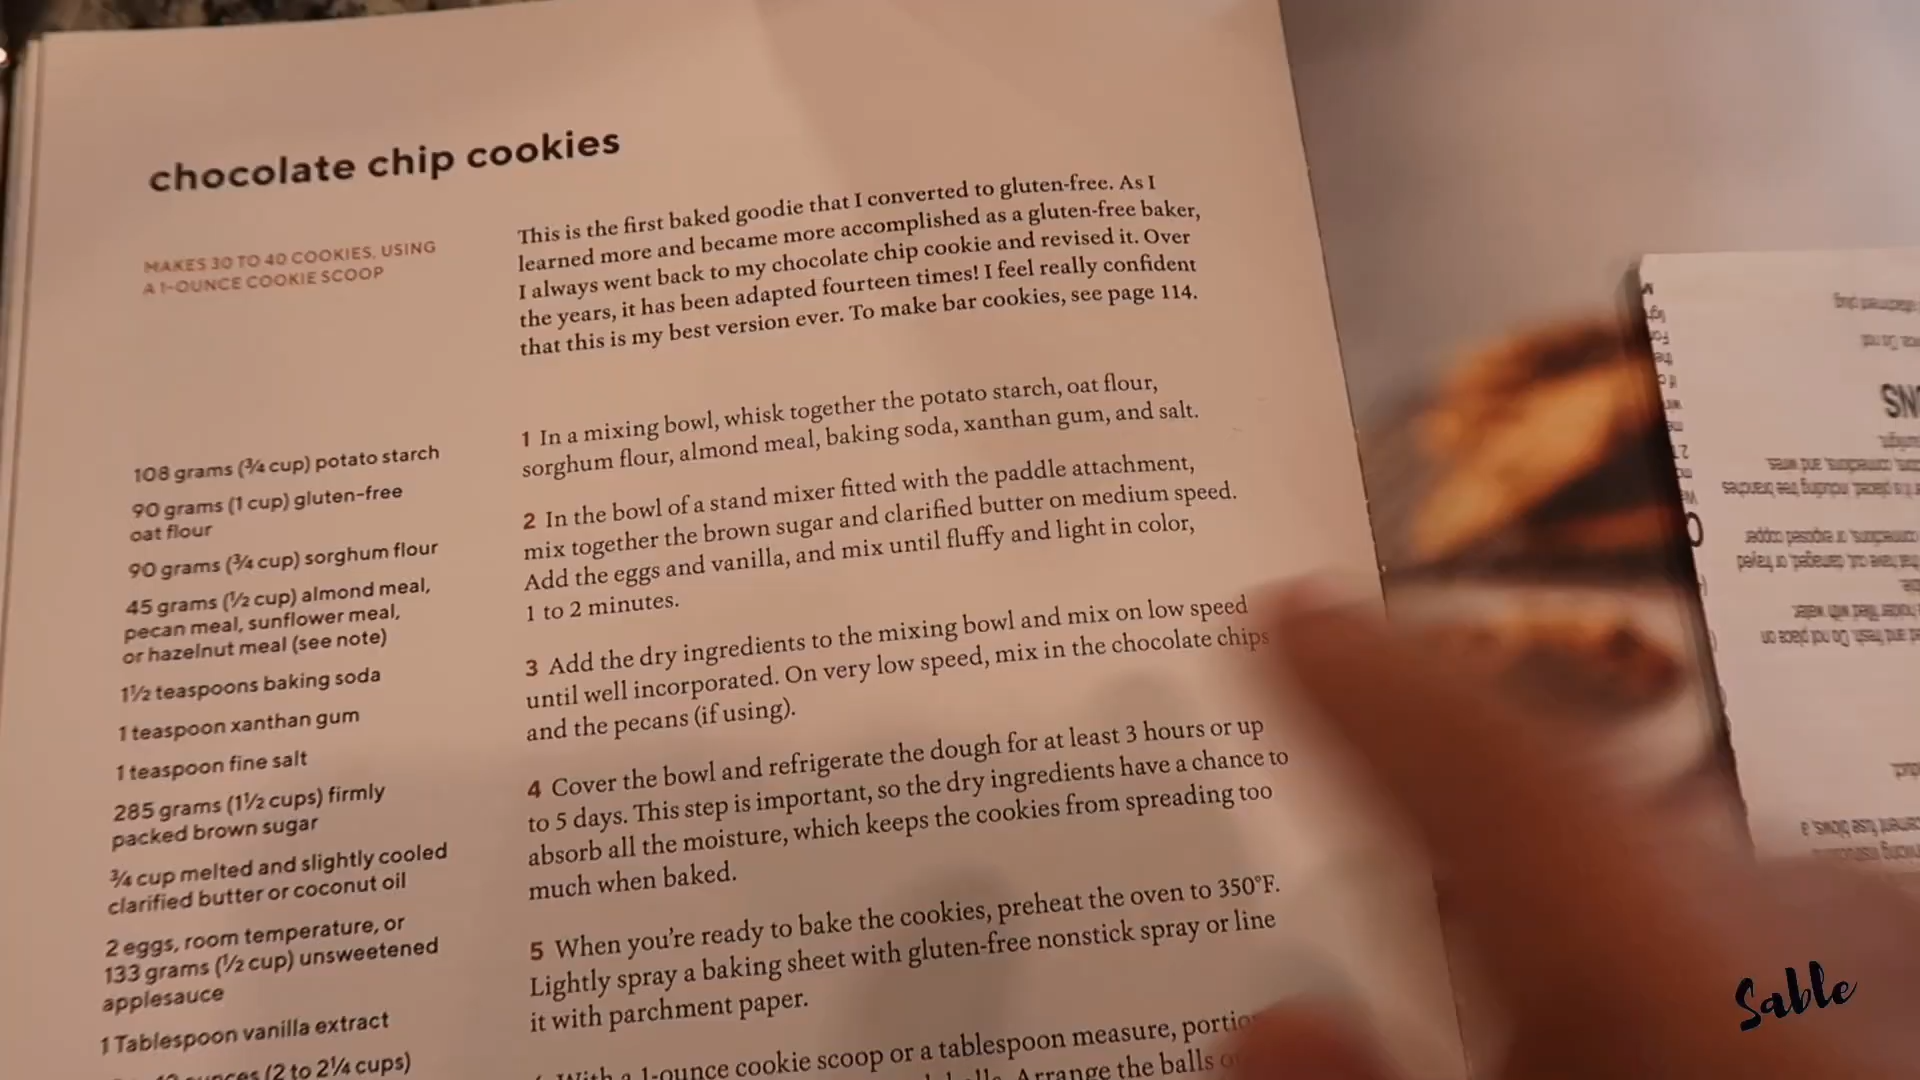 chocolate chip cookies
MAKES 30 TO 40 COOKIES, USING
A 1-OUNCE COOKIE SCOOP
This is the first baked goodie that I converted to gluten-free. As I
learned more and became more accomplished as a gluten-free baker,
I always went back to my chocolate chip cookie and revised it. Over
the years, it has been adapted fourteen times! I feel really confident
that this is my best version ever. To make bar cookies, see page 114.
108 grams (¾ cup) potato starch
90 grams (1 cup) gluten-free
oat flour
90 grams (¾ cup) sorghum flour
45 grams (½ cup) almond meal,
pecan meal, sunflower meal,
or hazelnut meal (see note)
1½ teaspoons baking soda
1 teaspoon xanthan gum
1 teaspoon fine salt
285 grams (1½ cups) firmly
packed brown sugar
¾ cup melted and slightly cooled
clarified butter or coconut oil
2 eggs, room temperature, or
133 grams (½ cup) unsweetened
applesauce
1 Tablespoon vanilla extract
ounces (2 to 2¼ cups)
1 In a mixing bowl, whisk together the potato starch, oat flour,
sorghum flour, almond meal, baking soda, xanthan gum, and salt.
2 In the bowl of a stand mixer fitted with the paddle attachment,
mix together the brown sugar and clarified butter on medium speed.
Add the eggs and vanilla, and mix until fluffy and light in color,
1 to 2 minutes.
3 Add the dry ingredients to the mixing bowl and mix on low speed
until well incorporated. On very low speed, mix in the chocolate chips
and the pecans (if using).
4 Cover the bowl and refrigerate the dough for at least 3 hours or up
to 5 days. This step is important, so the dry ingredients have a chance to
absorb all the moisture, which keeps the cookies from spreading too
much when baked.
5 When you're ready to bake the cookies, preheat the oven to 350°F.
Lightly spray a baking sheet with gluten-free nonstick spray or line
it with parchment paper.
With a 1-ounce cookie scoop or a tablespoon measure,
Arrange the balls
Sable